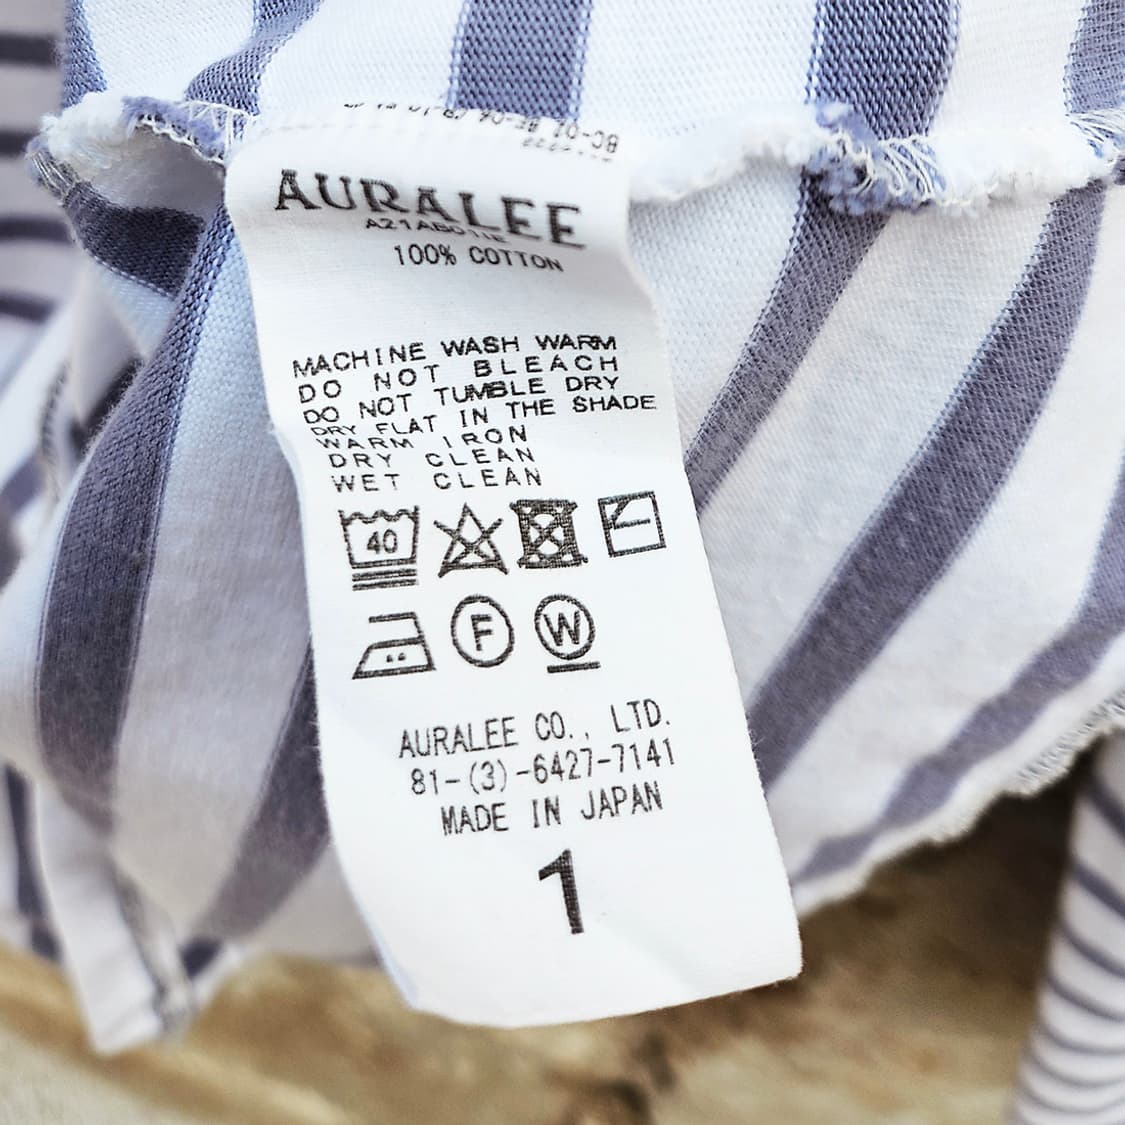 AURALEE
100% COTTON
MACHINE WASH WARM
DO NOT BLEACH
DO NOT TUMBLE DRY
DRY FLAT IN THE SHADE
WARM IRON
DRY CLEAN
WET CLEAN
40
F W
AURALEE CO., LTD.
81-(3)-6427-7141
MADE IN JAPAN
1